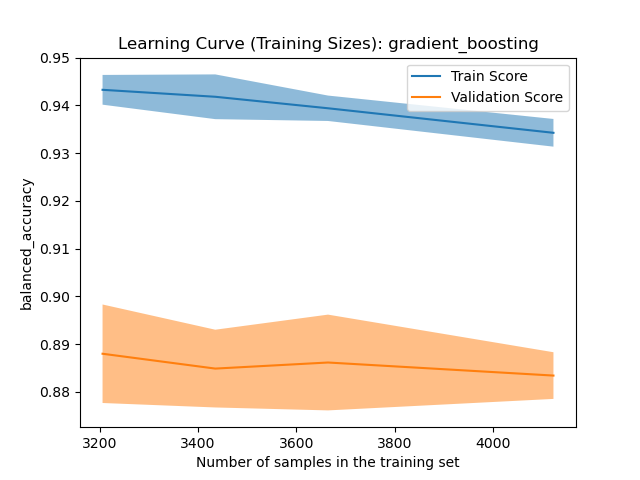 Learning Curve (Training Sizes): gradient_boosting
Train Score
Validation Score
balanced_accuracy
0.95
0.94
0.93
0.92
0.91
0.90
0.89
0.88
3200 3400 3600 3800 4000
Number of samples in the training set